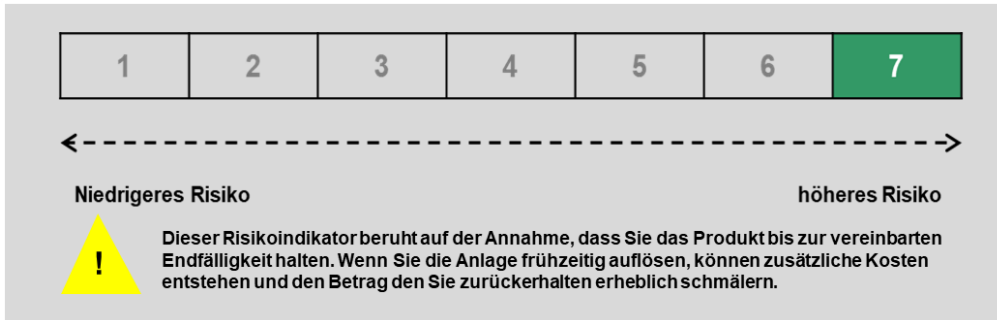 1 2 3 4 5 6 7
Niedrigeres Risiko höheres Risiko
!
Dieser Risikoindikator beruht auf der Annahme, dass Sie das Produkt bis zur vereinbarten
Endfälligkeit halten. Wenn Sie die Anlage frühzeitig auflösen, können zusätzliche Kosten
entstehen und den Betrag den Sie zurückerhalten erheblich schmälern.